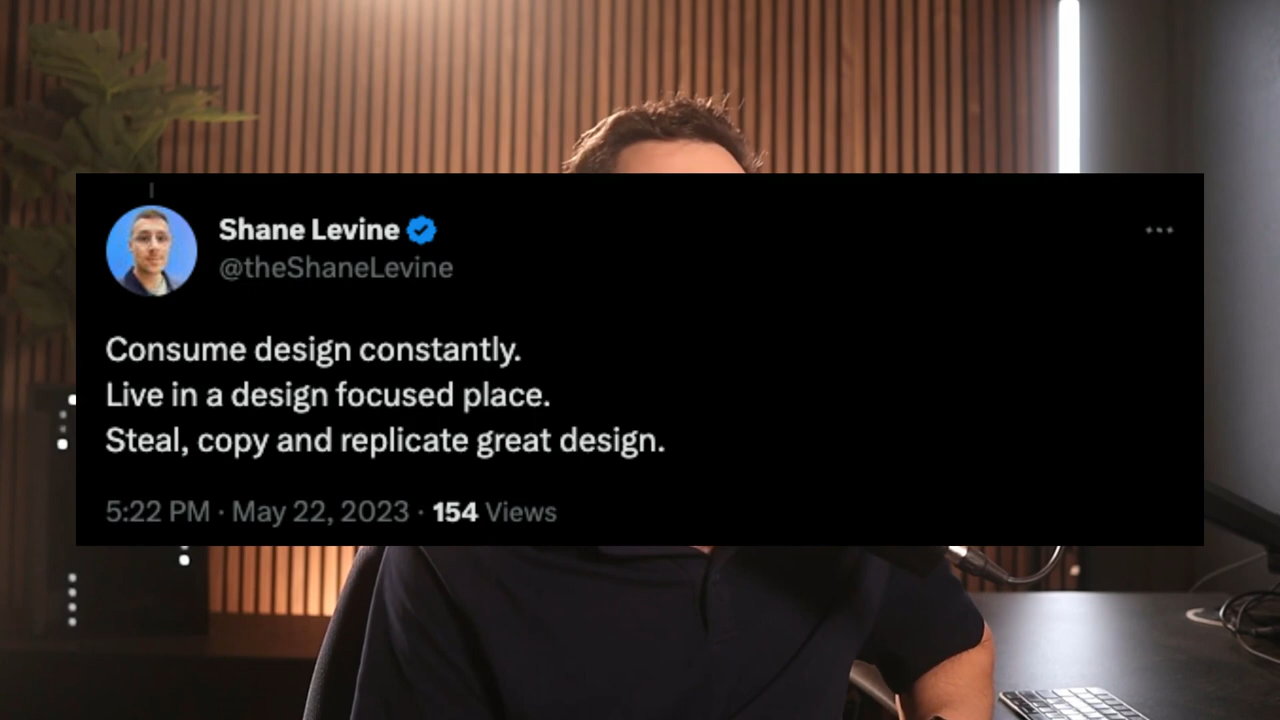 Shane Levine
@theShaneLevine
Consume design constantly.
Live in a design focused place.
Steal, copy and replicate great design.
5:22 PM · May 22, 2023 · 154 Views